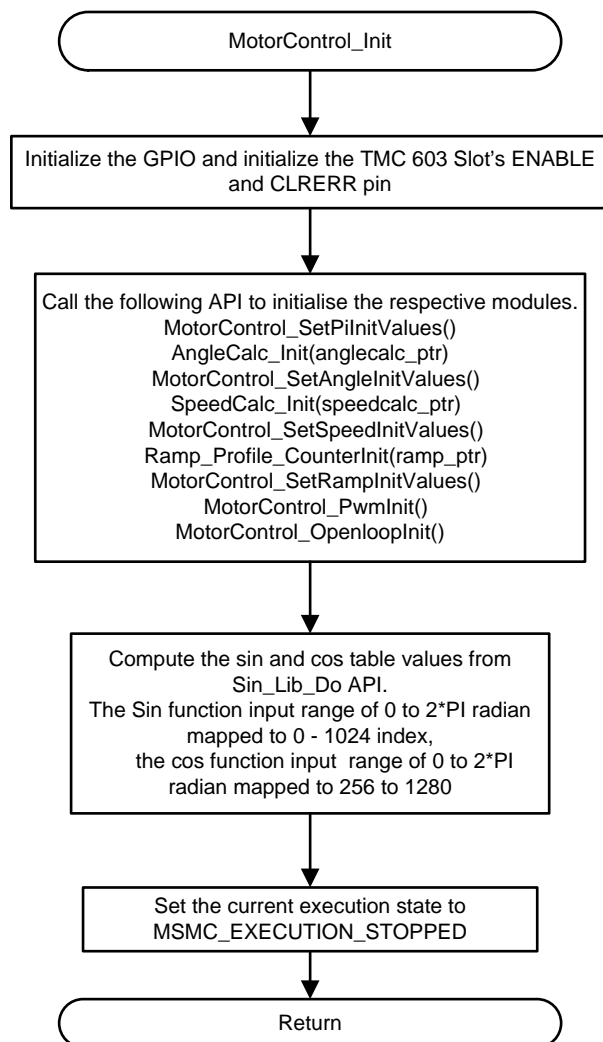 MotorControl_Init
Initialize the GPIO and initialize the TMC 603 Slot's ENABLE
and CLRERR pin
Call the following API to initialise the respective modules.
MotorControl_SetPiInitValues()
AngleCalc_Init(anglecalc_ptr)
MotorControl_SetAngleInitValues()
SpeedCalc_Init(speedcalc_ptr)
MotorControl_SetSpeedInitValues()
Ramp_Profile_CounterInit(ramp_ptr)
MotorControl_SetRampInitValues()
MotorControl_PwmInit()
MotorControl_OpenloopInit()
Compute the sin and cos table values from
Sin_Lib_Do API.
The Sin function input range of 0 to 2*PI radian
mapped to 0 - 1024 index,
the cos function input range of 0 to 2*PI
radian mapped to 256 to 1280
Set the current execution state to
MSMC_EXECUTION_STOPPED
Return